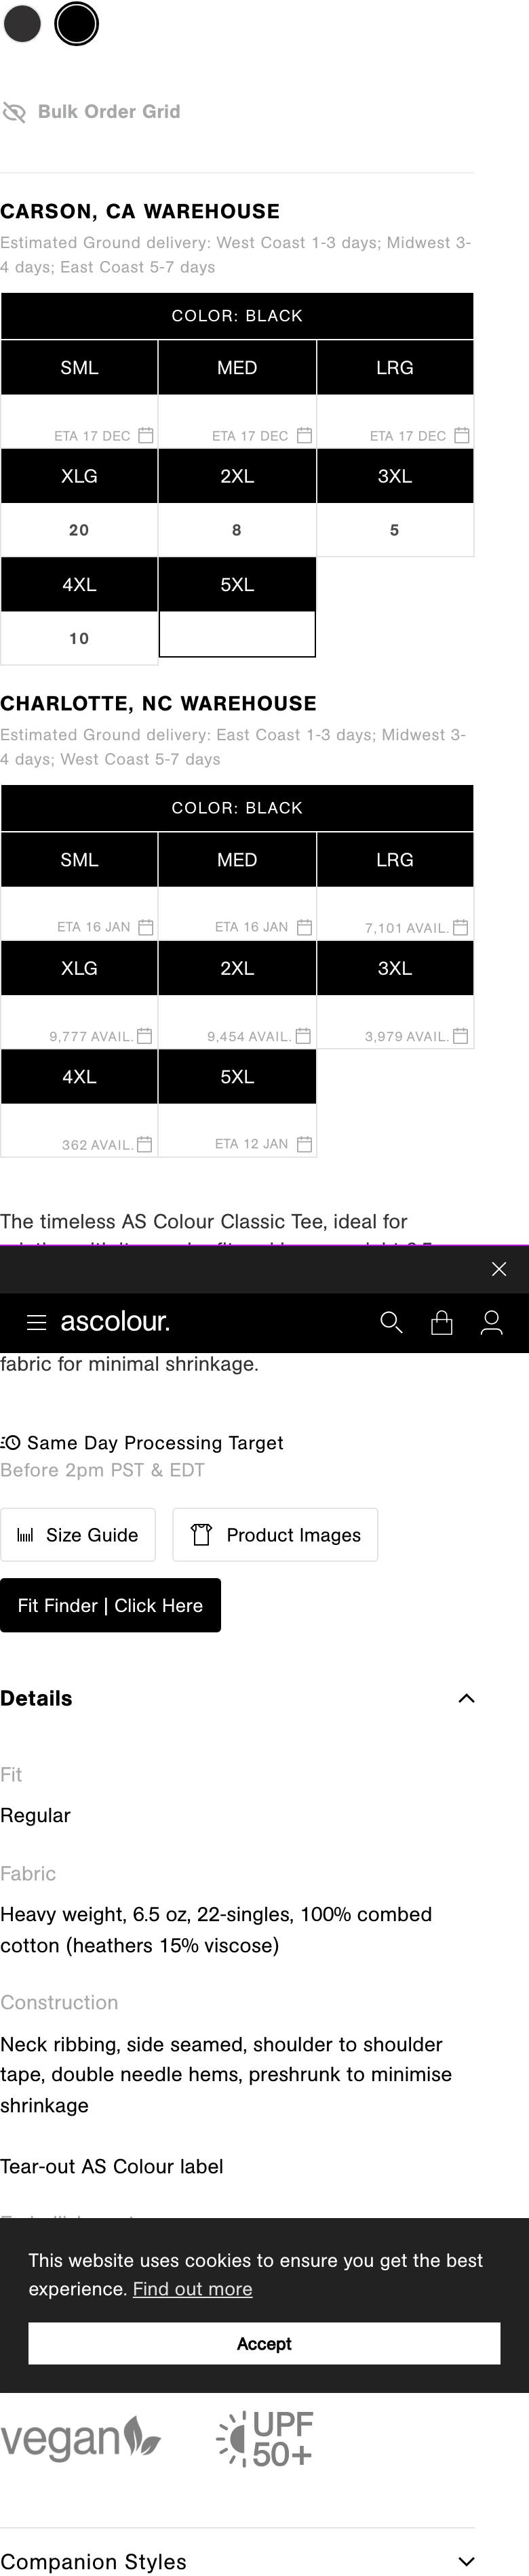 Bulk Order Grid
CARSON, CA WAREHOUSE
Estimated Ground delivery: West Coast 1-3 days; Midwest 3-
4 days; East Coast 5-7 days
COLOR: BLACK
SML MED LRG
ETA 17 DEC ETA 17 DEC ETA 17 DEC
XLG 2XL 3XL
20 8 5
4XL 5XL
10
CHARLOTTE, NC WAREHOUSE
Estimated Ground delivery: East Coast 1-3 days; Midwest 3-
4 days; West Coast 5-7 days
COLOR: BLACK
SML MED LRG
ETA 16 JAN ETA 16 JAN 7,101 AVAIL.
XLG 2XL 3XL
9,777 AVAIL. 9,454 AVAIL. 3,979 AVAIL.
4XL 5XL
362 AVAIL. ETA 12 JAN
The timeless AS Colour Classic Tee, ideal for
ascolour.
fabric for minimal shrinkage.
Same Day Processing Target
Before 2pm PST & EDT
Size Guide Product Images
Fit Finder | Click Here
Details
Fit
Regular
Fabric
Heavy weight, 6.5 oz, 22-singles, 100% combed
cotton (heathers 15% viscose)
Construction
Neck ribbing, side seamed, shoulder to shoulder
tape, double needle hems, preshrunk to minimise
shrinkage
Tear-out AS Colour label
This website uses cookies to ensure you get the best
experience. Find out more
Accept
vegan UPF
50+
Companion Styles